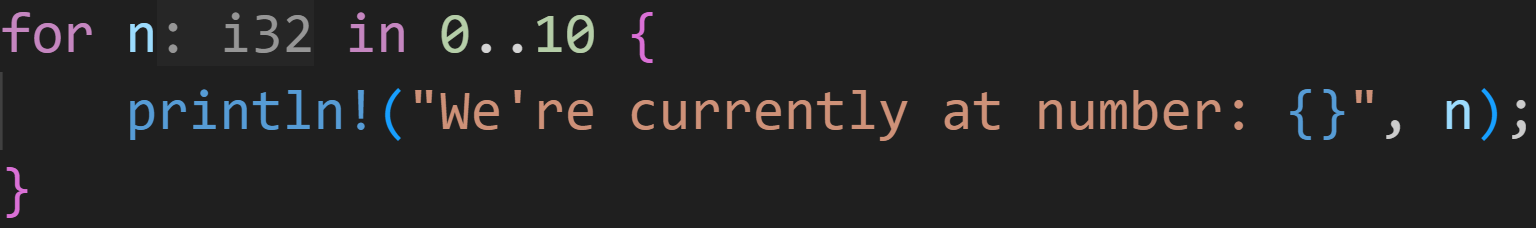 for n: i32 in 0..10 {
    println!("We're currently at number: {}", n);
}